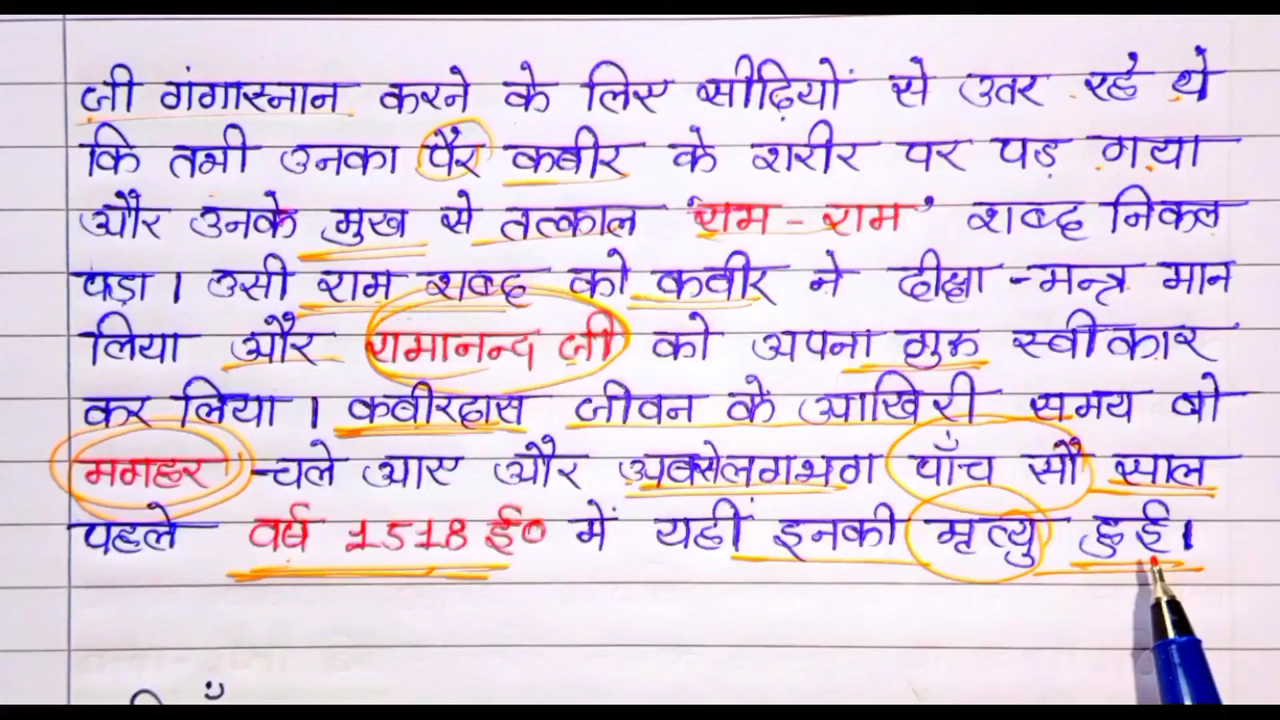 जी गंगास्नान करने के लिए सीढ़ियों से उतर रहे थे
कि तभी उनका पैर कबीर के शरीर पर पड़ गया
और उनके मुख से तत्काल 'राम - राम' शब्द निकल
पड़ा। उसी राम शब्द को कबीर ने दीक्षा -मन्त्र मान
लिया और रामानन्द जी को अपना गुरु स्वीकार
कर लिया। कबीरदास जीवन के आखिरी समय वो
मगहर चले आए और अबसेलगभग पाँच सौ साल
पहले वर्ष 1518 ई० में यहीं इनकी मृत्यु हुई।